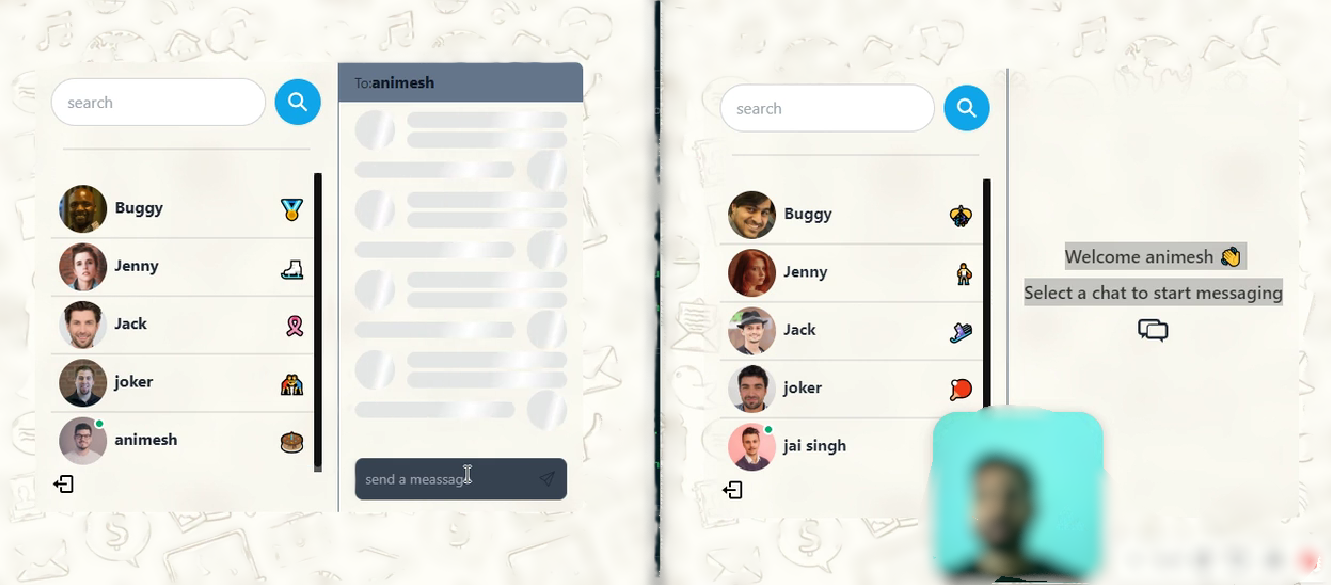 search
To:animesh
Buggy
Jenny
Jack
joker
animesh
send a meassage
search
Buggy
Jenny
Jack
joker
jai singh
Welcome animesh 👋
Select a chat to start messaging